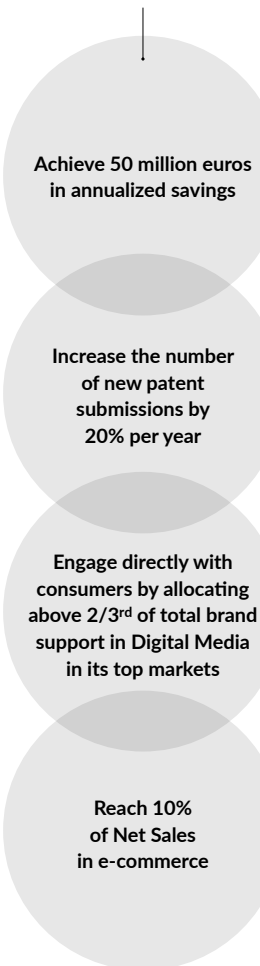 Achieve 50 million euros
in annualized savings
Increase the number
of new patent
submissions by
20% per year
Engage directly with
consumers by allocating
above 2/3rd of total brand
support in Digital Media
in its top markets
Reach 10%
of Net Sales
in e-commerce